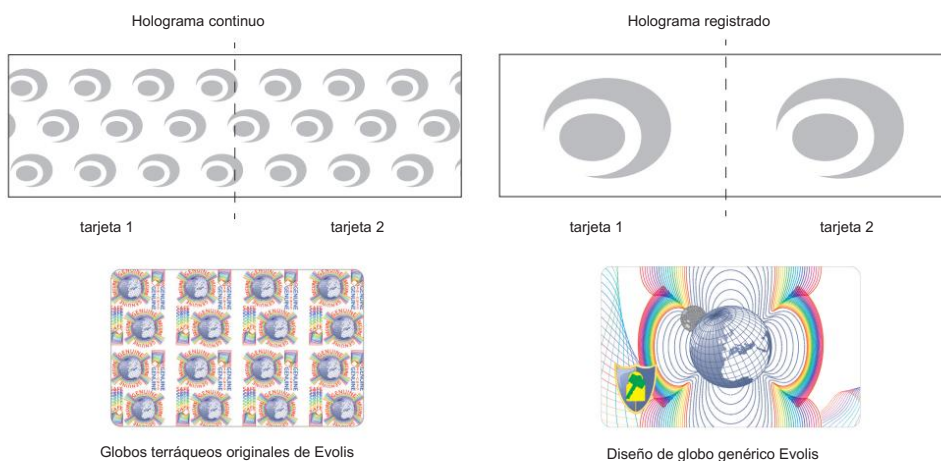 Holograma continuo
Holograma registrado
tarjeta 1
tarjeta 2
tarjeta 1
tarjeta 2
GENUINE
Globos terráqueos originales de Evolis
Diseño de globo genérico Evolis